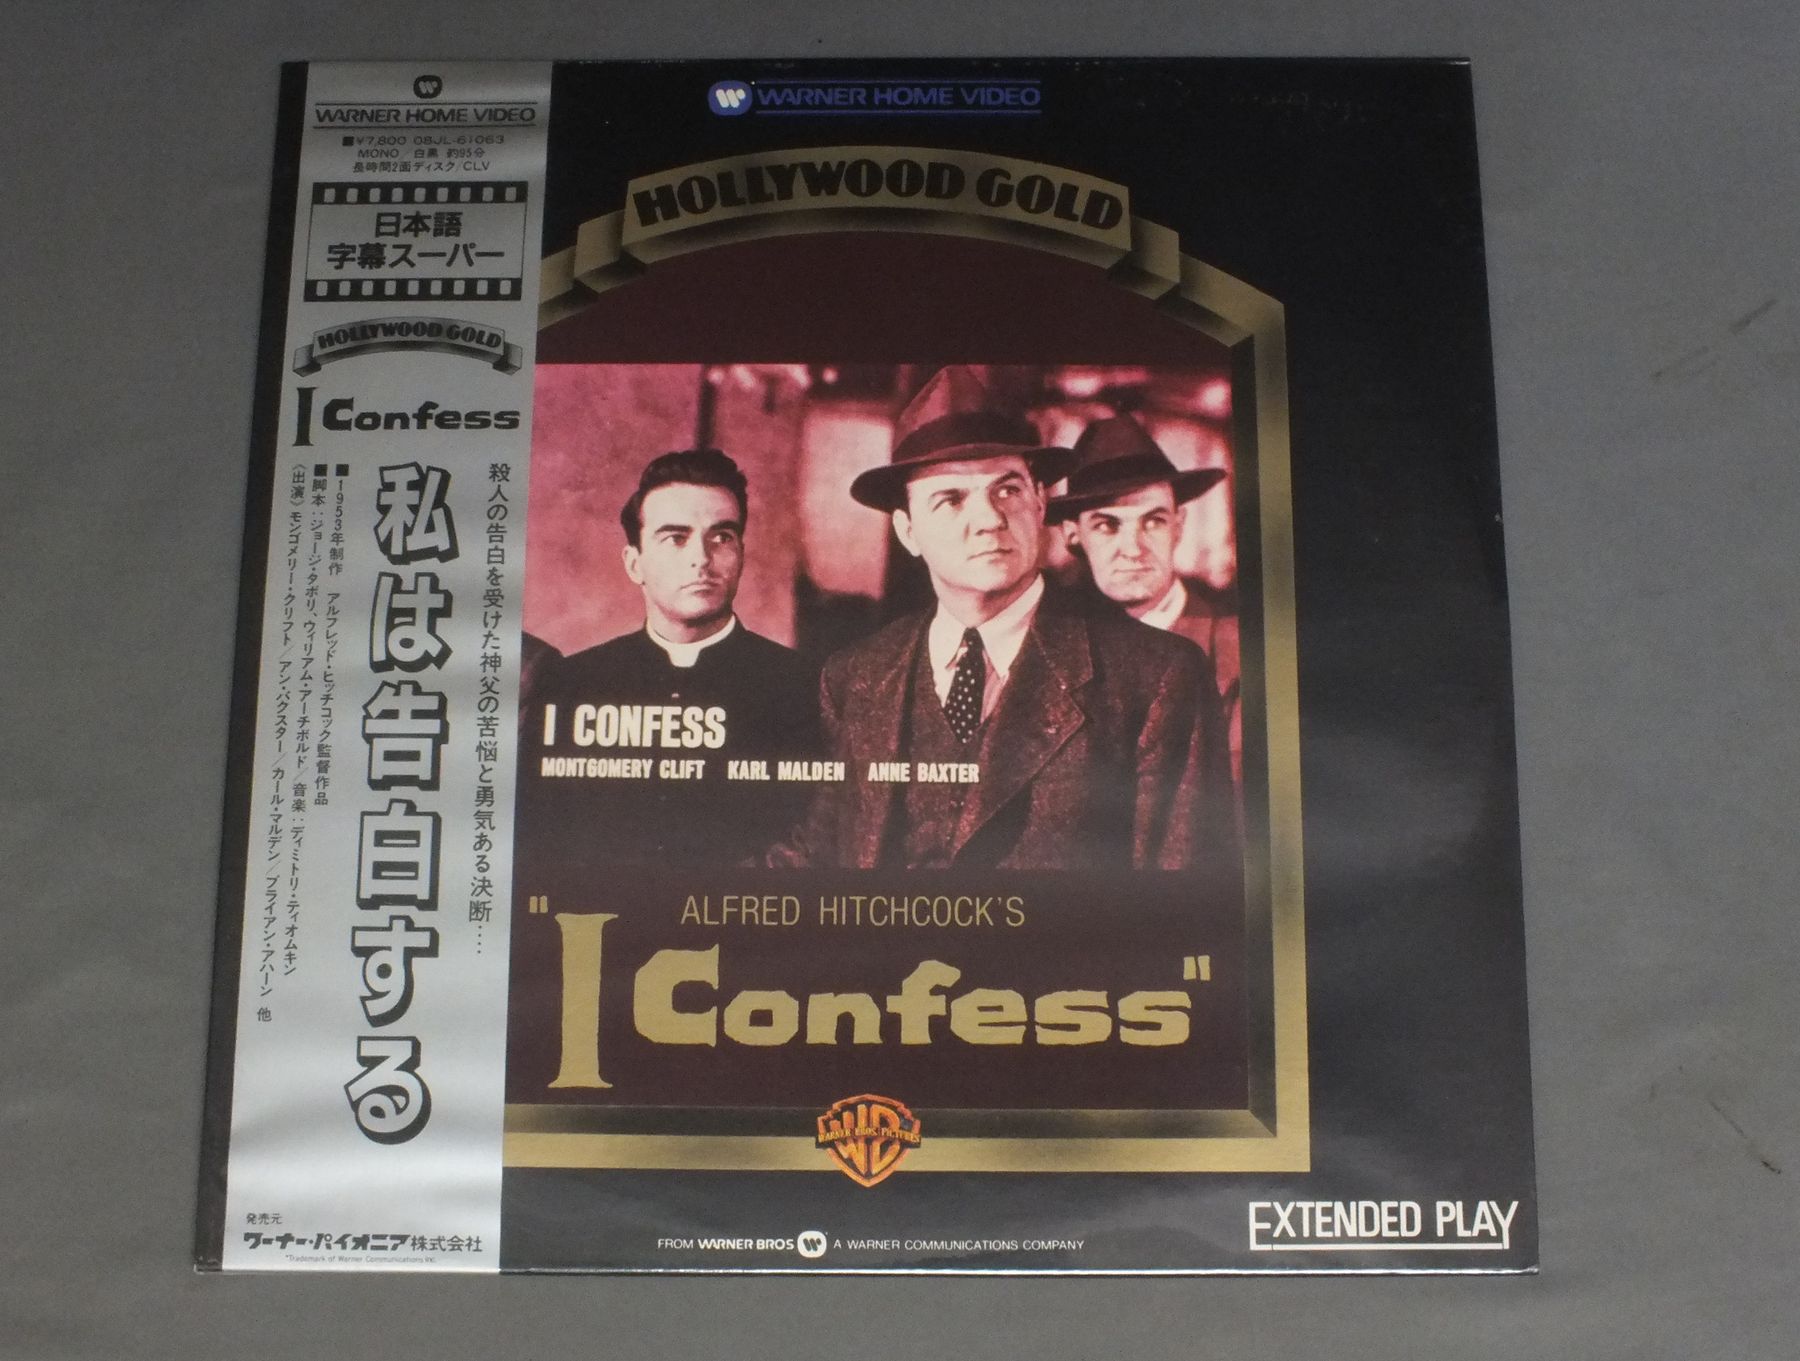 WARNER HOME VIDEO
■¥7,800 08JL-61063
MONO/白黒 約95分
長時間2面ディスク/CLV
日本語
字幕スーパー
HOLLYWOOD GOLD
I Confess
殺人の告白を受けた神父の苦悩と勇気ある決断‥‥
私は告白する
■1953年制作 アルフレッド・ヒッチコック監督作品
■脚本：ジョージ・タボリ、ウィリアム・アーチボルド/音楽：ディミトリ・ティオムキン
《出演》モンゴメリー・クリフト/アン・バクスター/カール・マルデン/ブライアン・アハーン 他
発売元
ワーナー・パイオニア株式会社
*Trademark of Warner Communications Inc.
WARNER HOME VIDEO
HOLLYWOOD GOLD
I CONFESS
MONTGOMERY CLIFT KARL MALDEN ANNE BAXTER
ALFRED HITCHCOCK'S
"I Confess"
WB
WARNER BROS. PICTURES
FROM WARNER BROS A WARNER COMMUNICATIONS COMPANY
EXTENDED PLAY